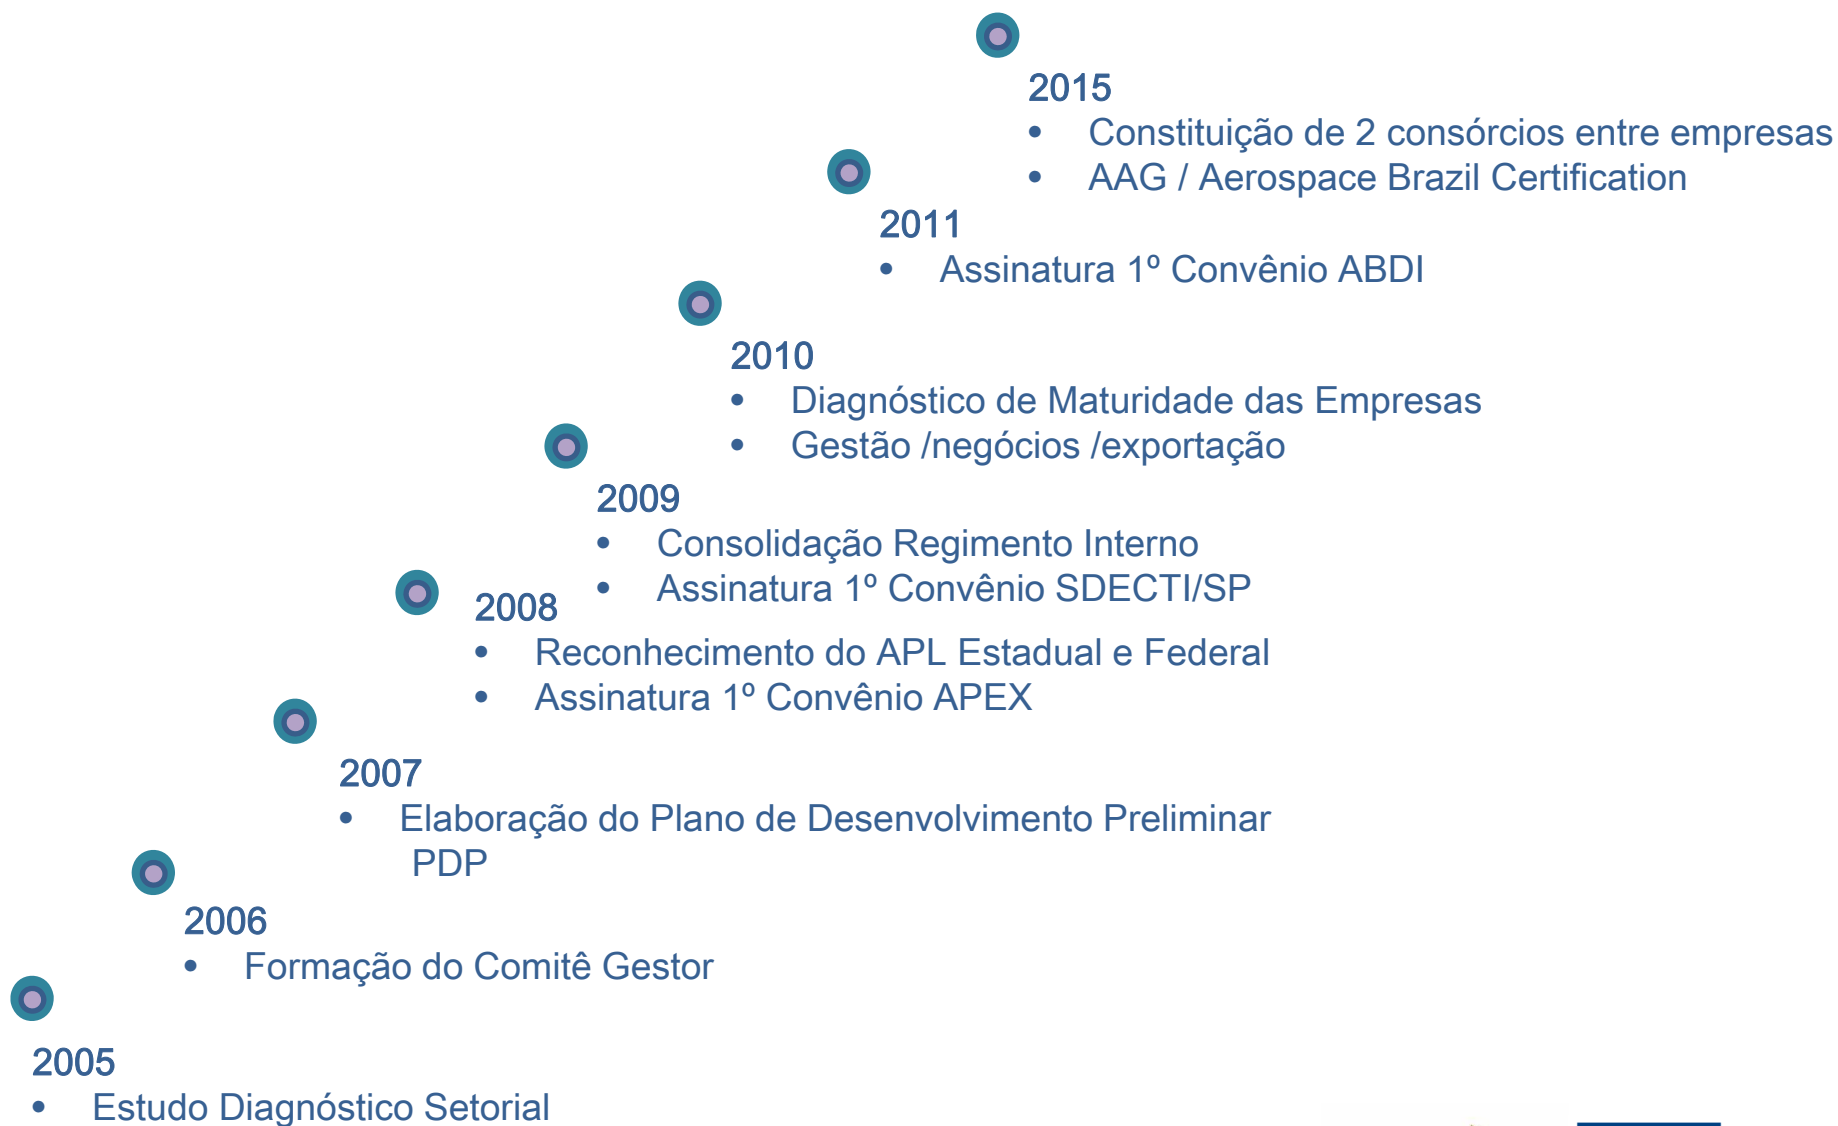 2015
• Constituição de 2 consórcios entre empresas
• AAG / Aerospace Brazil Certification
2011
• Assinatura 1º Convênio ABDI
2010
• Diagnóstico de Maturidade das Empresas
• Gestão /negócios /exportação
2009
• Consolidação Regimento Interno
• Assinatura 1º Convênio SDECTI/SP
2008
• Reconhecimento do APL Estadual e Federal
• Assinatura 1º Convênio APEX
2007
• Elaboração do Plano de Desenvolvimento Preliminar
PDP
2006
• Formação do Comitê Gestor
2005
• Estudo Diagnóstico Setorial